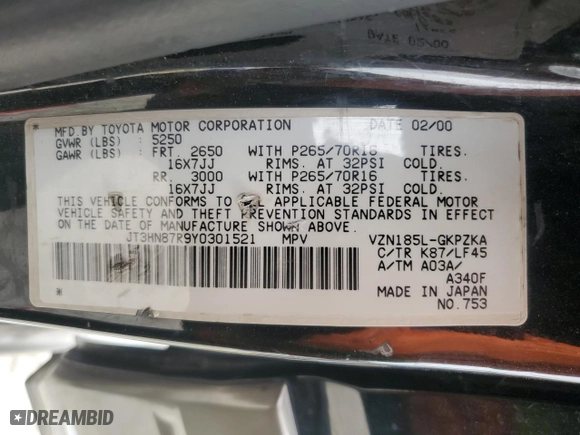 DATE 02/00
MFD.BY TOYOTA MOTOR CORPORATION DATE 02/00
GVWR (LBS) : 5250
GAWR (LBS) : FRT. 2650 WITH P265/70R16 TIRES.
16X7JJ RIMS. AT 32PSI COLD.
RR. 3000 WITH P265/70R16 TIRES.
16X7JJ RIMS. AT 32PSI COLD.
THIS VEHICLE CONFORMS TO ALL APPLICABLE FEDERAL MOTOR
VEHICLE SAFETY AND THEFT PREVENTION STANDARDS IN EFFECT
ON THE DATE OF MANUFACTURE SHOWN ABOVE.
JT3HN87R9Y0301521 MPV VZN185L-GKPZKA
C/TR K87/LF45
A/TM A03A/
A340F
MADE IN JAPAN
NO.753
DREAMBID